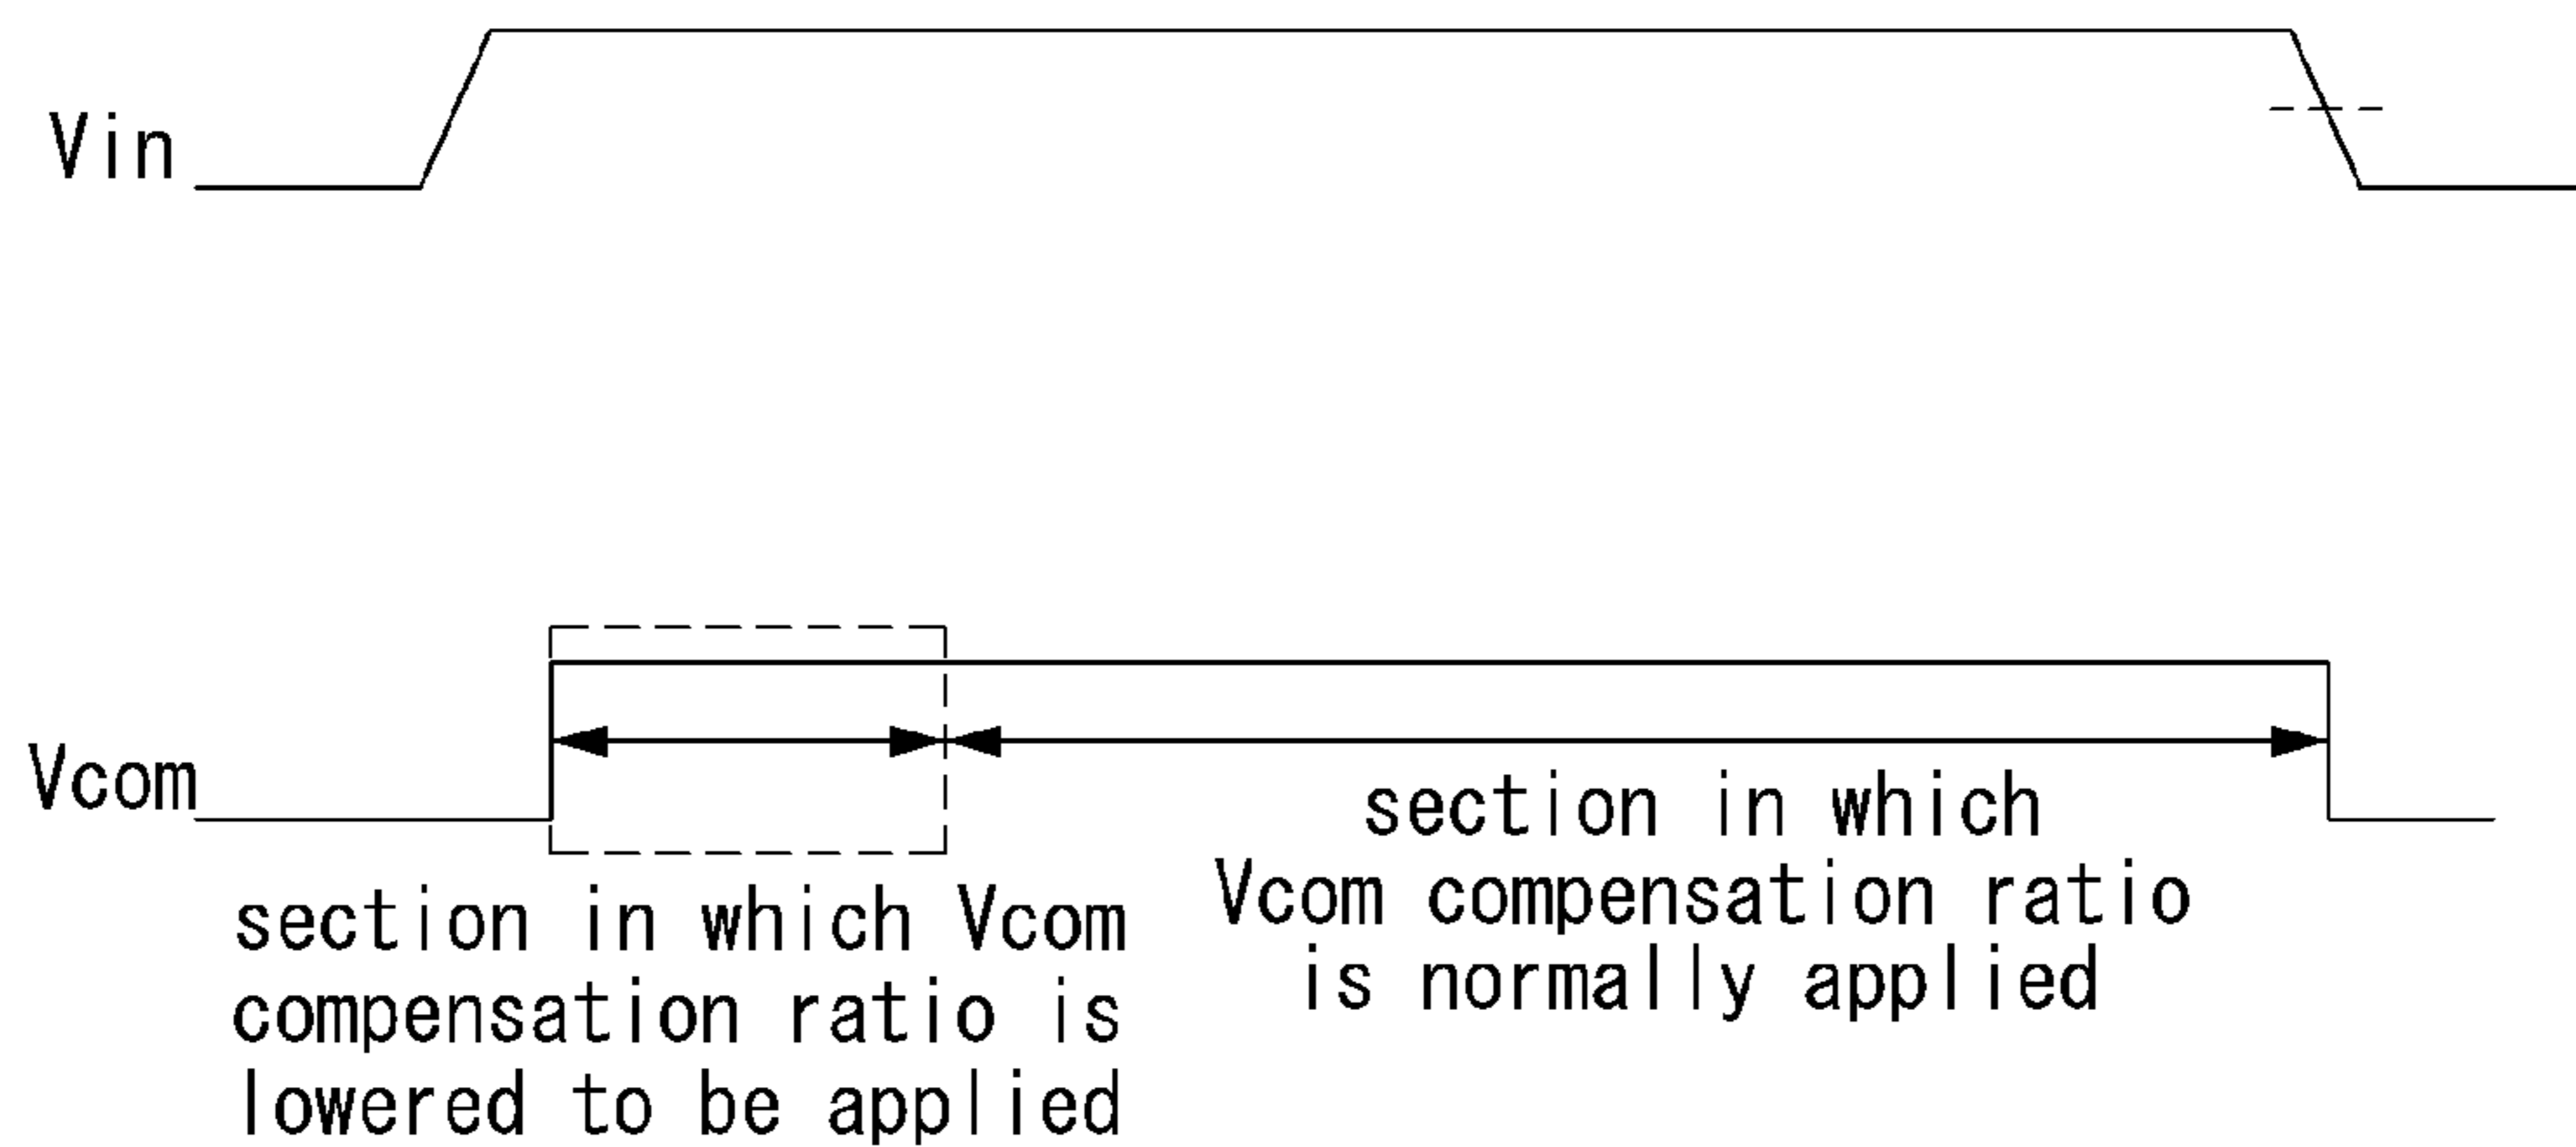 Vin
Vcom
section in which Vcom
compensation ratio is
lowered to be applied
section in which
Vcom compensation ratio
is normally applied